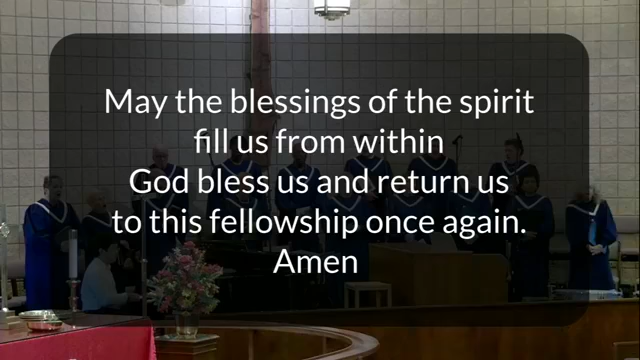 May the blessings of the spirit
fill us from within
God bless us and return us
to this fellowship once again.
Amen